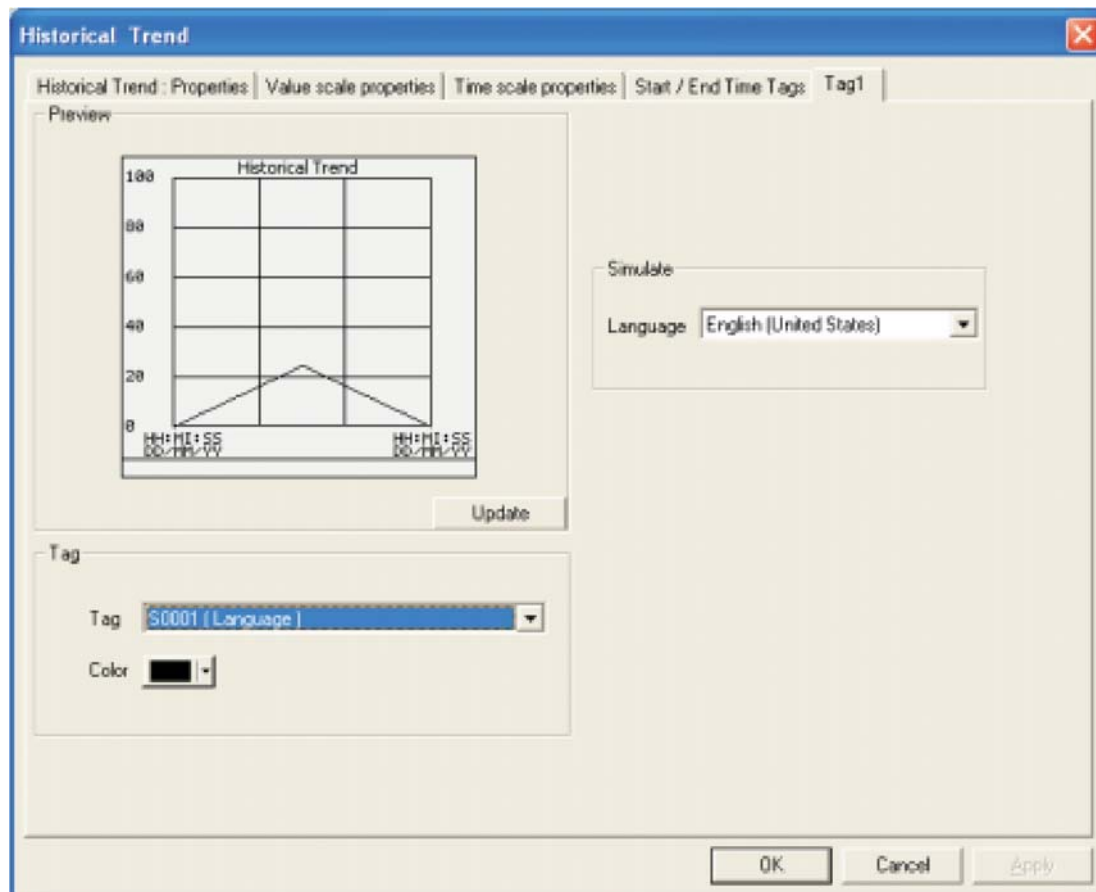 Historical Trend
Historical Trend : Properties
Value scale properties
Time scale properties
Start / End Time Tags
Tag1
Preview
Historical Trend
100
80
60
40
20
0
HH:MI:SS
DD/MM/YY
HH:MI:SS
DD/MM/YY
Update
Simulate
Language
English (United States)
Tag
Tag
S0001 ( Language )
Color
OK
Cancel
Apply